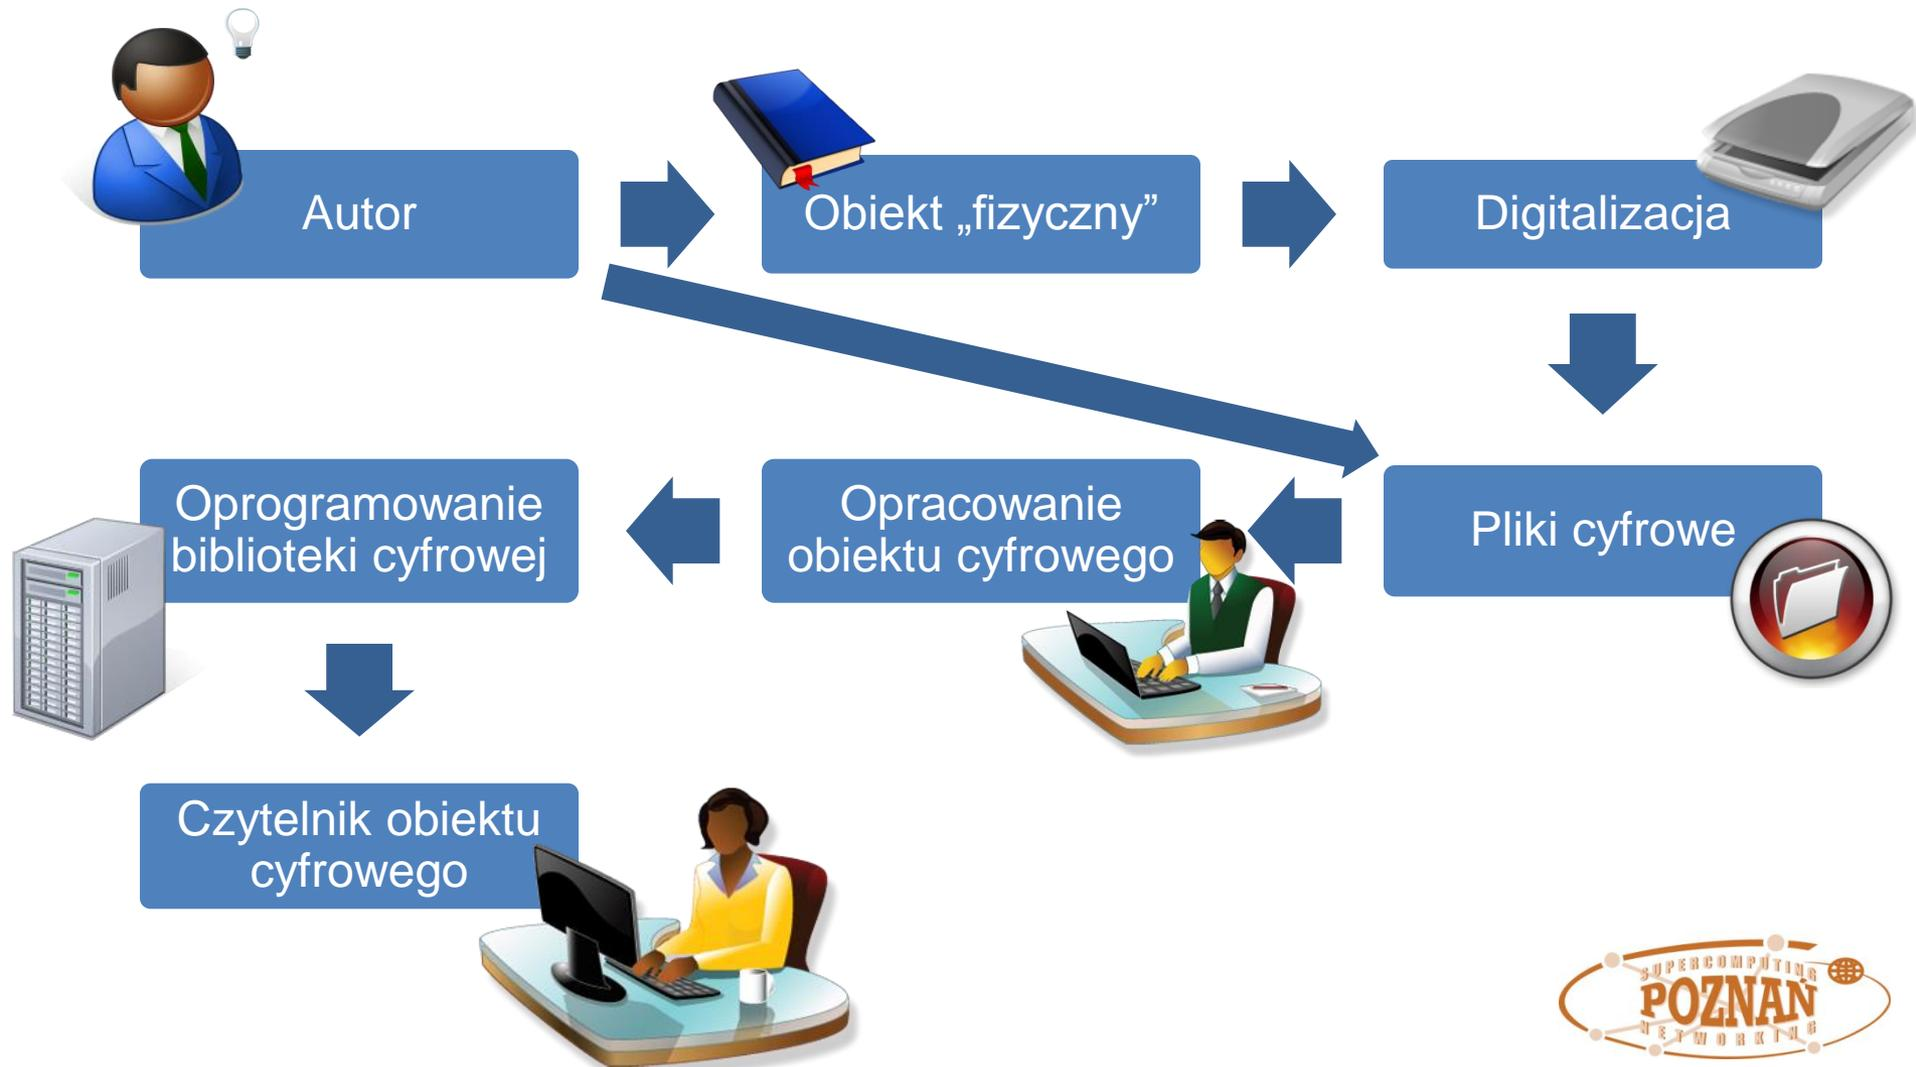 Autor
Obiekt „fizyczny”
Digitalizacja
Oprogramowanie
biblioteki cyfrowej
Opracowanie
obiektu cyfrowego
Pliki cyfrowe
Czytelnik obiektu
cyfrowego
SUPERCOMPUTING
POZNAŃ
NETWORKING